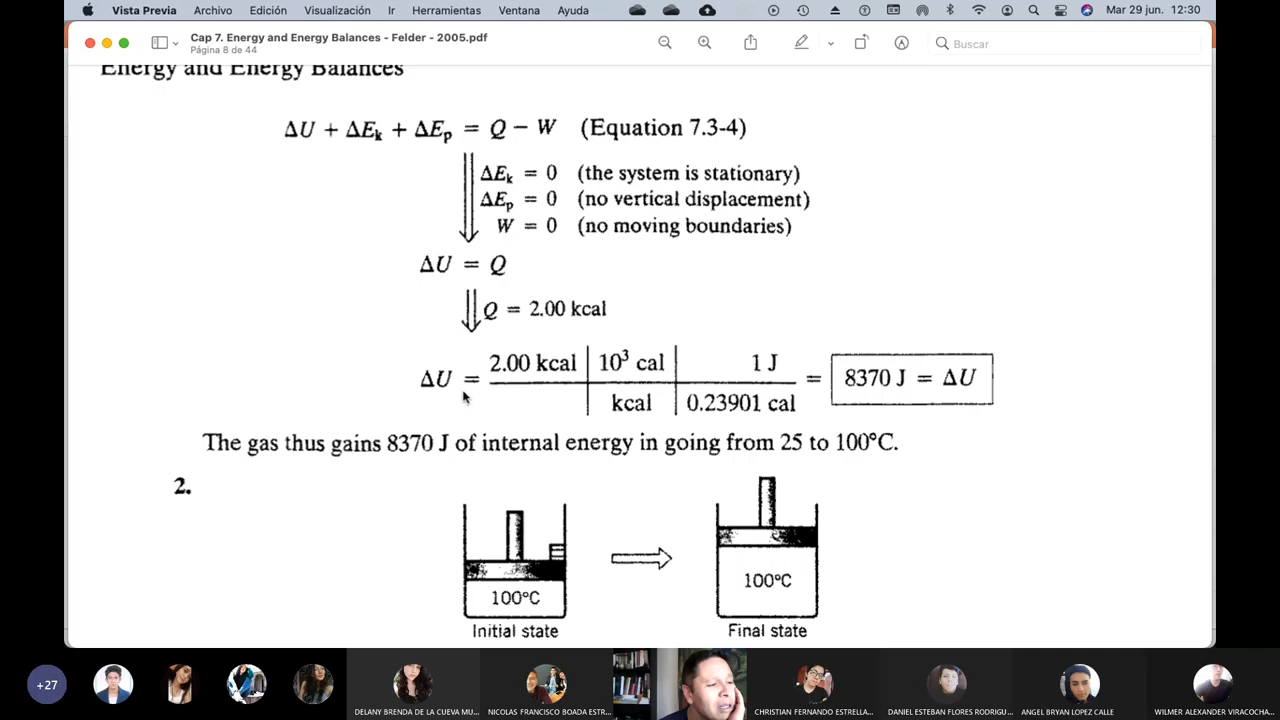 Vista Previa Archivo Edición Visualización Ir Herramientas Ventana Ayuda Mar 29 jun. 12:30
Cap 7. Energy and Energy Balances - Felder - 2005.pdf
Página 8 de 44
Buscar
Energy and Energy Balances
ΔU + ΔEk + ΔEp = Q − W (Equation 7.3-4)
ΔEk = 0 (the system is stationary)
ΔEp = 0 (no vertical displacement)
W = 0 (no moving boundaries)
ΔU = Q
Q = 2.00 kcal
ΔU = 2.00 kcal | 10³ cal | 1 J = 8370 J = ΔU
kcal | 0.23901 cal
The gas thus gains 8370 J of internal energy in going from 25 to 100°C.
2.
100°C 100°C
Initial state Final state
+27
DELANY BRENDA DE LA CUEVA MU... NICOLAS FRANCISCO BOADA ESTR... CHRISTIAN FERNANDO ESTRELLA... DANIEL ESTEBAN FLORES RODRIGU... ANGEL BRYAN LOPEZ CALLE WILMER ALEXANDER VIRACOCHA...